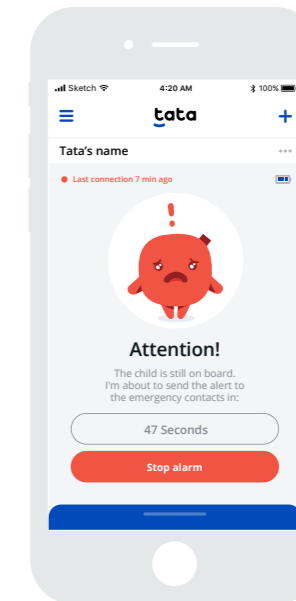 Sketch 4:20 AM 100%
tata
Tata's name
Last connection 7 min ago
Attention!
The child is still on board.
I'm about to send the alert to
the emergency contacts in:
47 Seconds
Stop alarm